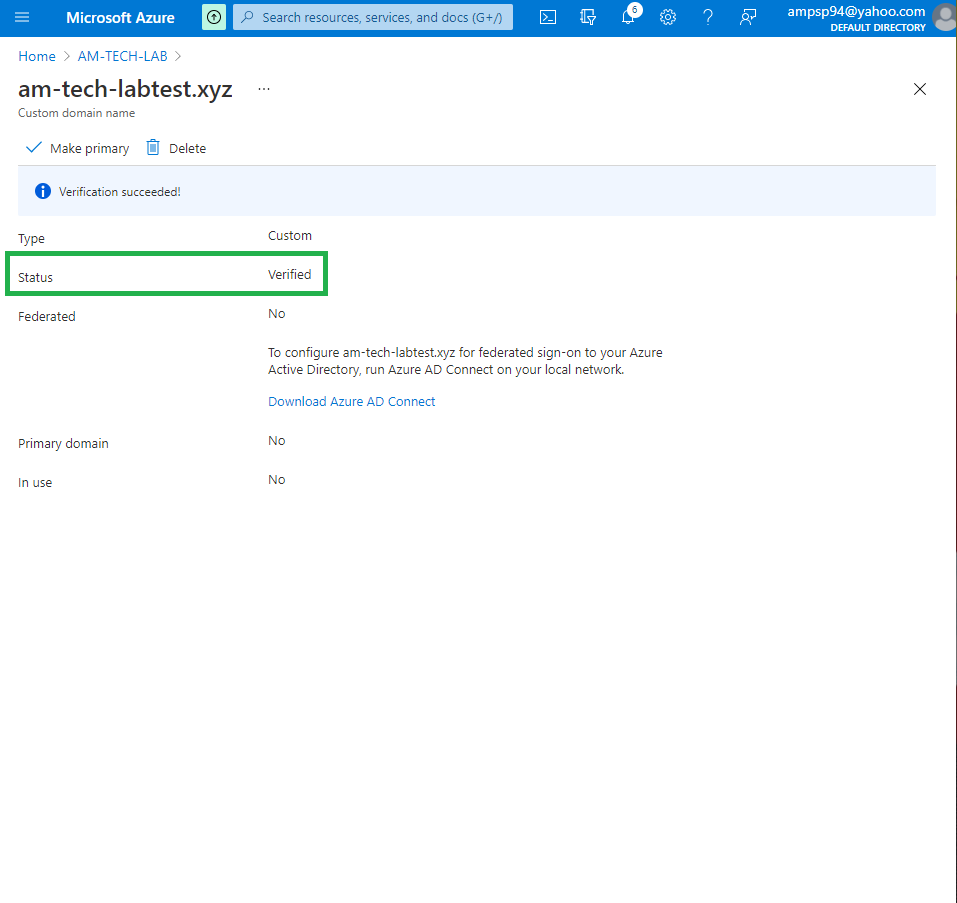 Microsoft Azure
Search resources, services, and docs (G+/)
6
ampsp94@yahoo.com
DEFAULT DIRECTORY
Home > AM-TECH-LAB >
am-tech-labtest.xyz ...
Custom domain name
Make primary Delete
Verification succeeded!
Type Custom
Status Verified
Federated No
To configure am-tech-labtest.xyz for federated sign-on to your Azure
Active Directory, run Azure AD Connect on your local network.
Download Azure AD Connect
Primary domain No
In use No